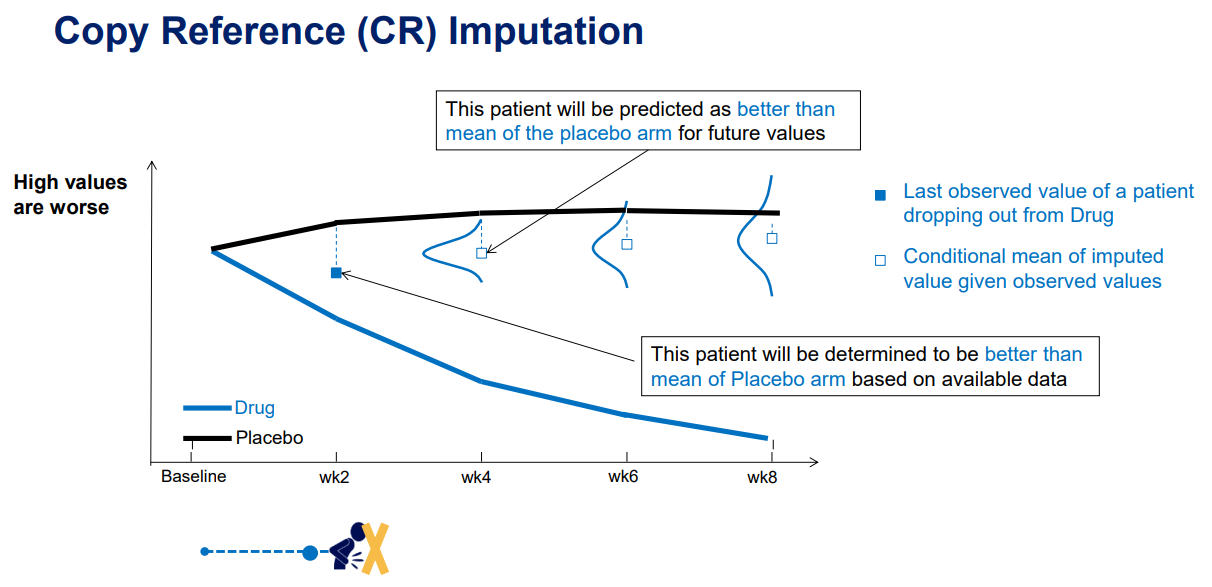 Copy Reference (CR) Imputation
This patient will be predicted as better than
mean of the placebo arm for future values
High values
are worse
Last observed value of a patient
dropping out from Drug
Conditional mean of imputed
value given observed values
This patient will be determined to be better than
mean of Placebo arm based on available data
Drug
Placebo
Baseline
wk2
wk4
wk6
wk8